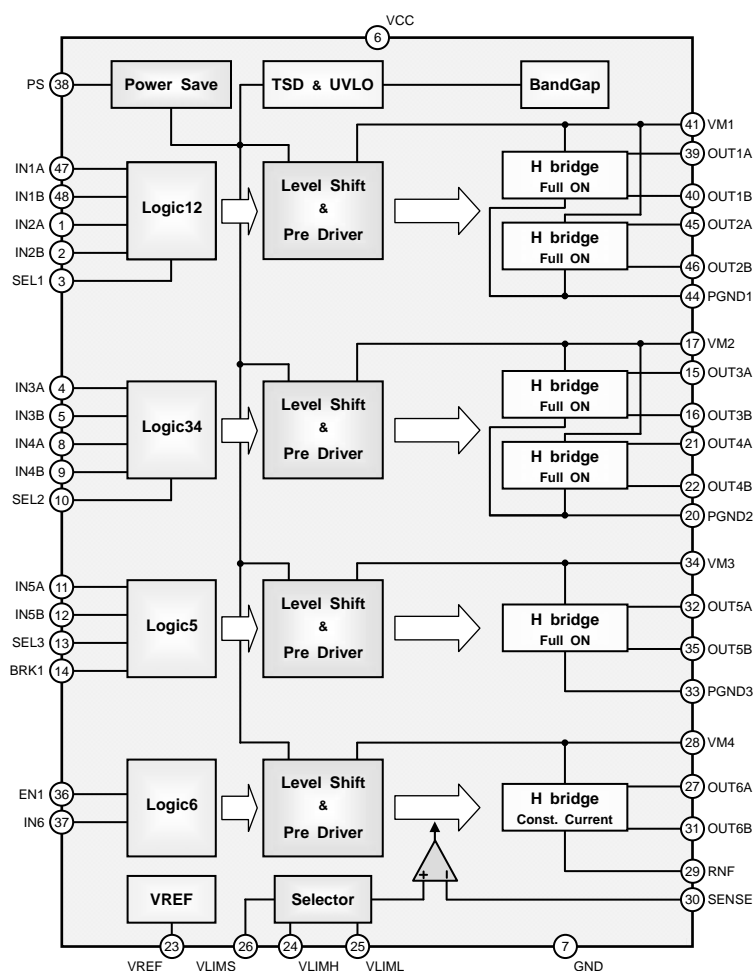 VCC
6
PS 38 Power Save TSD & UVLO BandGap
41 VM1
IN1A 47
IN1B 48
IN2A 1
IN2B 2
SEL1 3
Logic12
Level Shift
&
Pre Driver
H bridge
Full ON
H bridge
Full ON
39 OUT1A
40 OUT1B
45 OUT2A
46 OUT2B
44 PGND1
17 VM2
IN3A 4
IN3B 5
IN4A 8
IN4B 9
SEL2 10
Logic34
Level Shift
&
Pre Driver
H bridge
Full ON
H bridge
Full ON
15 OUT3A
16 OUT3B
21 OUT4A
22 OUT4B
20 PGND2
34 VM3
IN5A 11
IN5B 12
SEL3 13
BRK1 14
Logic5
Level Shift
&
Pre Driver
H bridge
Full ON
32 OUT5A
35 OUT5B
33 PGND3
28 VM4
EN1 36
IN6 37
Logic6
Level Shift
&
Pre Driver
H bridge
Const. Current
27 OUT6A
31 OUT6B
29 RNF
30 SENSE
+ −
VREF Selector
23 26 24 25 7
VREF VLIMS VLIMH VLIML GND